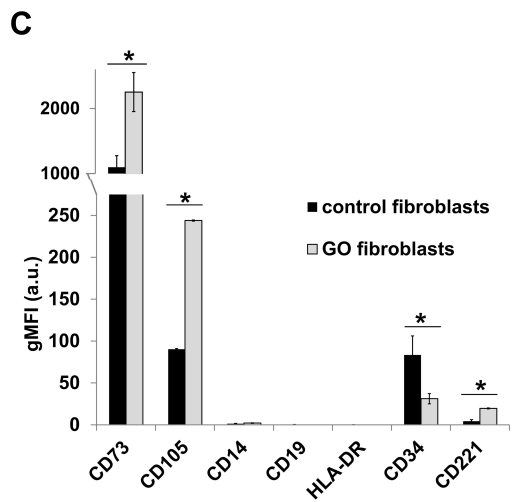 C
*
2000
1000
*
250
200
150
100
50
0
gMFI (a.u.)
control fibroblasts
GO fibroblasts
*
*
CD73
CD105
CD14
CD19
HLA-DR
CD34
CD221